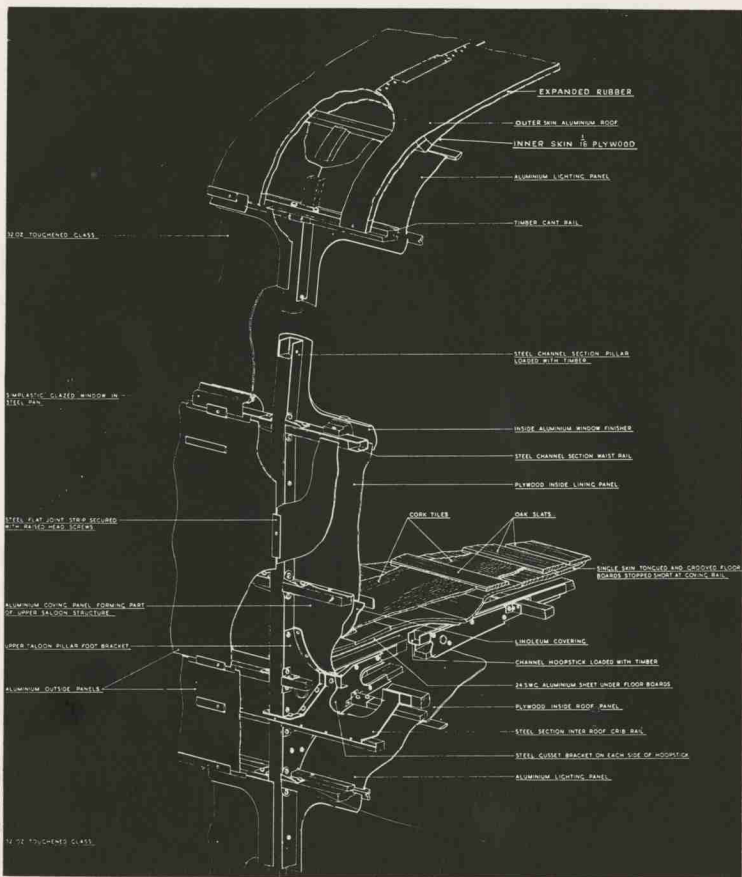 EXPANDED RUBBER
OUTER SKIN ALUMINIUM ROOF
INNER SKIN 1/16 PLYWOOD
ALUMINIUM LIGHTING PANEL
TIMBER CANT RAIL
32 OZ TOUGHENED GLASS
STEEL CHANNEL SECTION PILLAR
LOADED WITH TIMBER
SIMPLASTIC GLAZED WINDOW IN
STEEL PAN
INSIDE ALUMINIUM WINDOW FINISHER
STEEL CHANNEL SECTION WAIST RAIL
PLYWOOD INSIDE LINING PANEL
CORK TILES
OAK SLATS
STEEL FLAT JOINT STRIP SECURED
WITH RAISED HEAD SCREWS
SINGLE SKIN TONGUED AND GROOVED FLOOR
BOARDS STOPPED SHORT AT COVING RAIL
ALUMINIUM COVING PANEL FORMING PART
OF UPPER SALOON STRUCTURE
LINOLEUM COVERING
UPPER SALOON PILLAR FOOT BRACKET
CHANNEL HOOPSTICK LOADED WITH TIMBER
ALUMINIUM OUTSIDE PANELS
24 SWG ALUMINIUM SHEET UNDER FLOOR BOARDS
PLYWOOD INSIDE ROOF PANEL
STEEL SECTION INTER ROOF CRIB RAIL
STEEL GUSSET BRACKET ON EACH SIDE OF HOOPSTICK
ALUMINIUM LIGHTING PANEL
32 OZ TOUGHENED GLASS